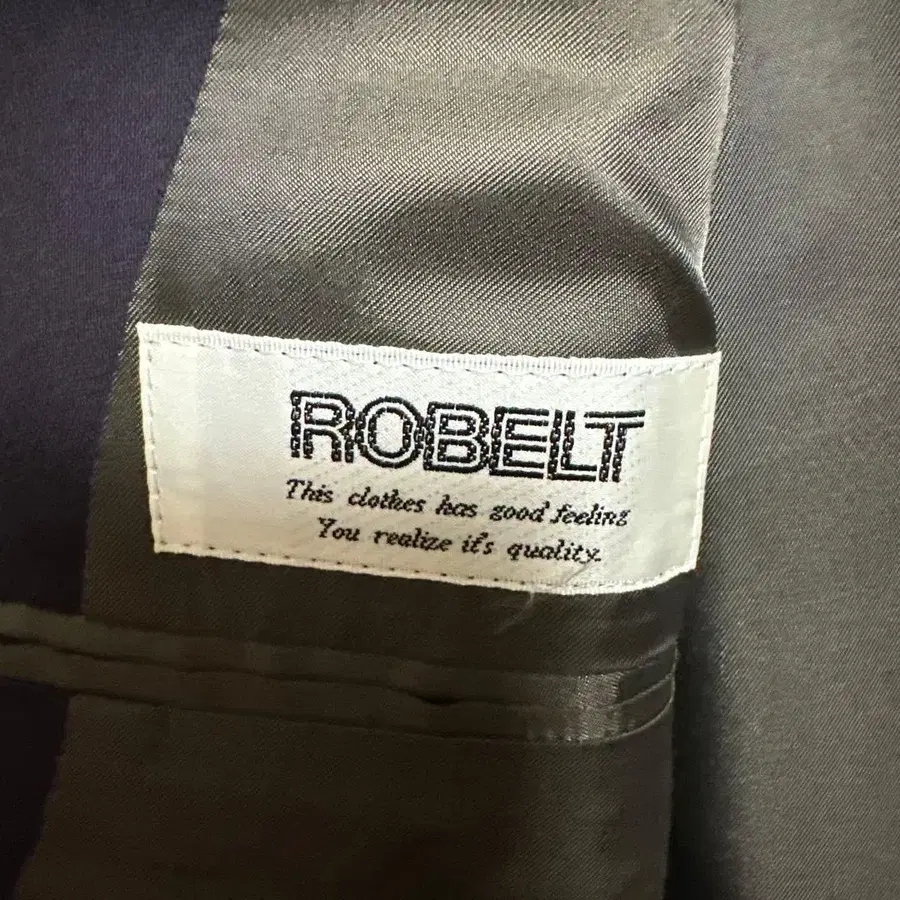 ROBELT
This clothes has good feeling
You realize it's quality.